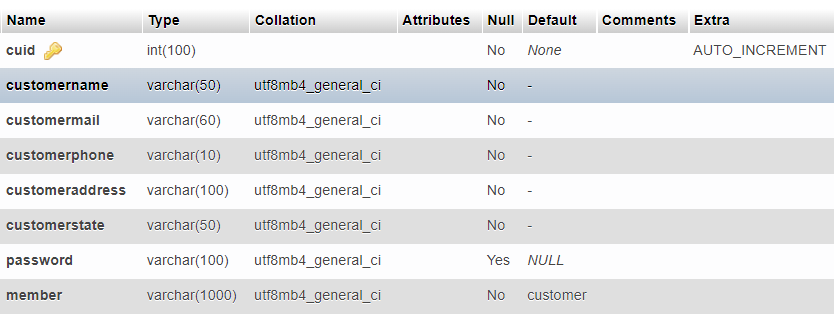 Name Type Collation Attributes Null Default Comments Extra
cuid int(100) No None AUTO_INCREMENT
customername varchar(50) utf8mb4_general_ci No -
customermail varchar(60) utf8mb4_general_ci No -
customerphone varchar(10) utf8mb4_general_ci No -
customeraddress varchar(100) utf8mb4_general_ci No -
customerstate varchar(50) utf8mb4_general_ci No -
password varchar(100) utf8mb4_general_ci Yes NULL
member varchar(1000) utf8mb4_general_ci No customer